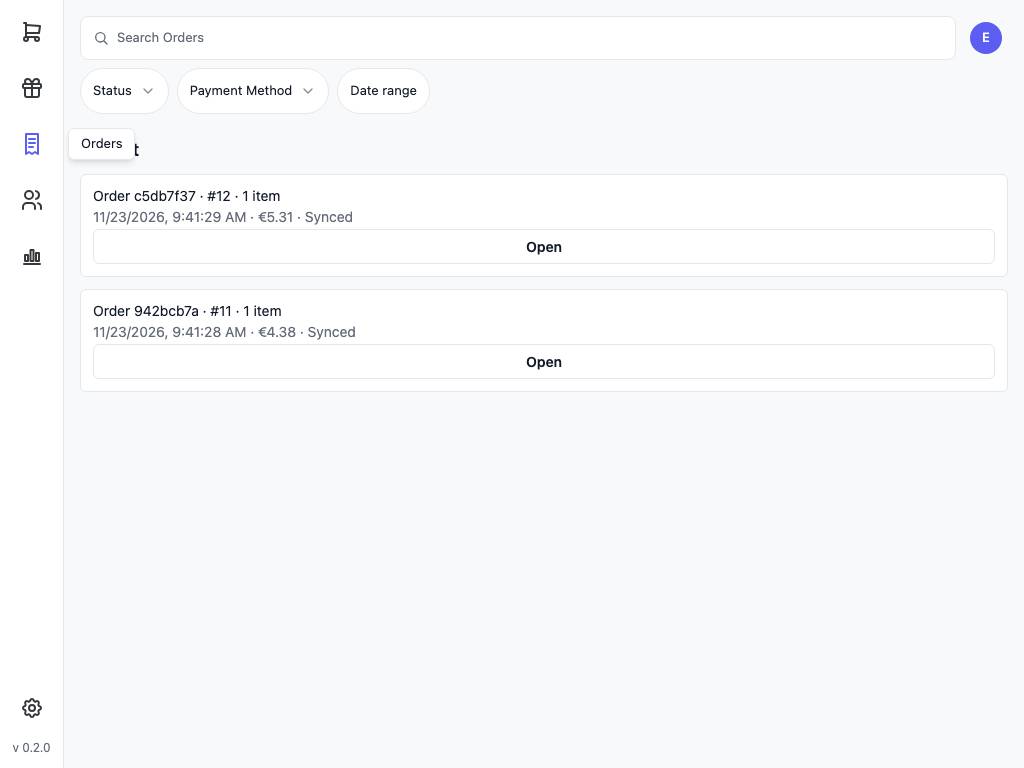 Search Orders
E
Status
Payment Method
Date range
Orders
Order c5db7f37 · #12 · 1 item
11/23/2026, 9:41:29 AM · €5.31 · Synced
Open
Order 942bcb7a · #11 · 1 item
11/23/2026, 9:41:28 AM · €4.38 · Synced
Open
v 0.2.0